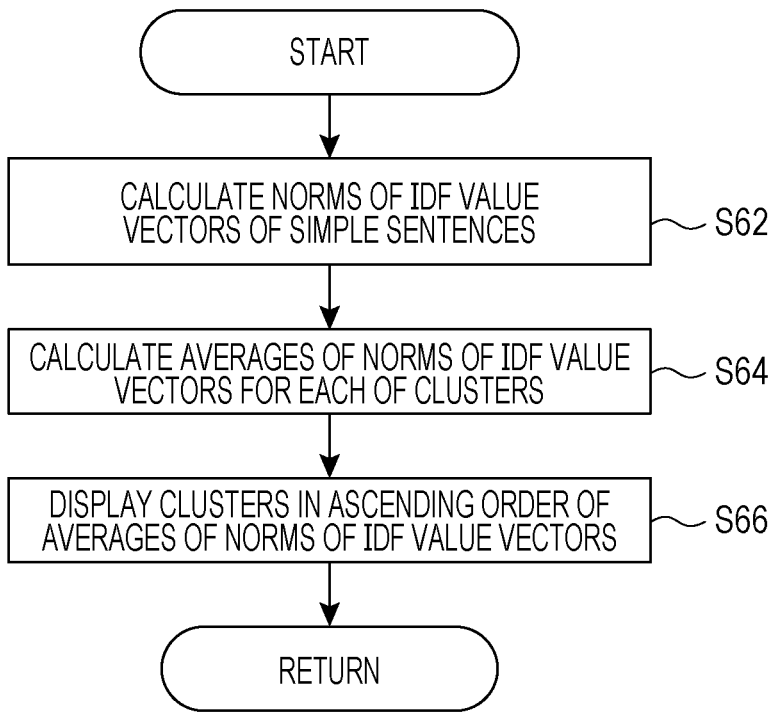 START
CALCULATE NORMS OF IDF VALUE
VECTORS OF SIMPLE SENTENCES
S62
CALCULATE AVERAGES OF NORMS OF IDF VALUE
VECTORS FOR EACH OF CLUSTERS
S64
DISPLAY CLUSTERS IN ASCENDING ORDER OF
AVERAGES OF NORMS OF IDF VALUE VECTORS
S66
RETURN